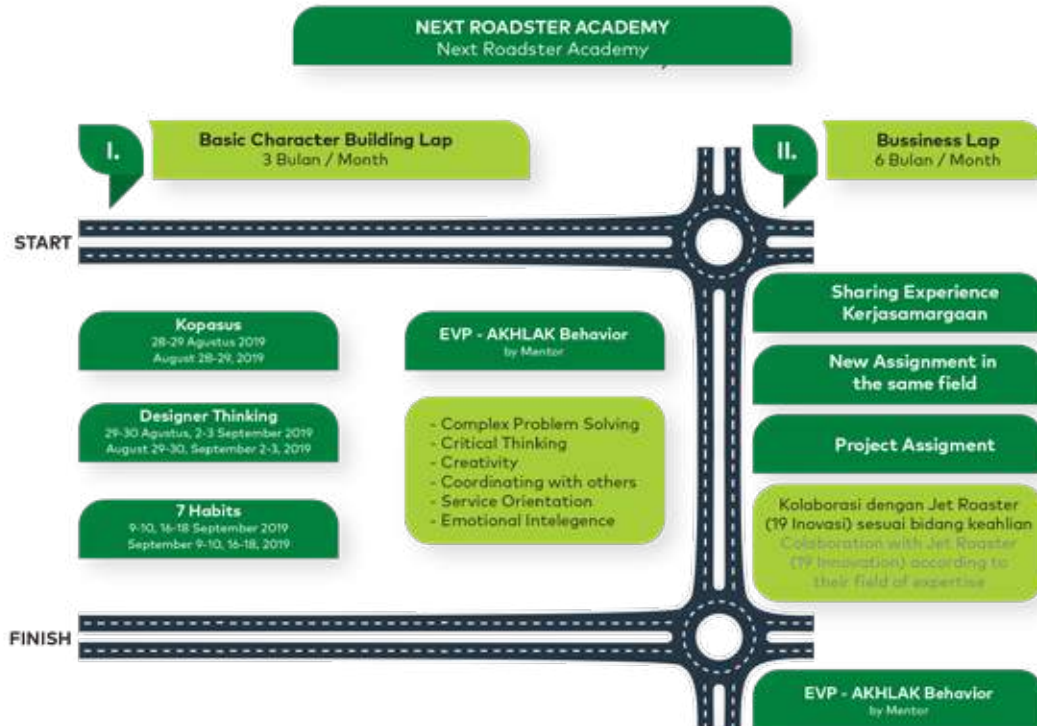 NEXT ROADSTER ACADEMY
Next Roadster Academy
I.
Basic Character Building Lap
3 Bulan / Month
II.
Bussiness Lap
6 Bulan / Month
START
Kopasus
28-29 Agustus 2019
August 28-29, 2019
Designer Thinking
29-30 Agustus, 2-3 September 2019
August 29-30, September 2-3, 2019
7 Habits
9-10, 16-18 September 2019
September 9-10, 16-18, 2019
EVP - AKHLAK Behavior
by Mentor
- Complex Problem Solving
- Critical Thinking
- Creativity
- Coordinating with others
- Service Orientation
- Emotional Intelegence
Sharing Experience
Kerjasamargaan
New Assignment in
the same field
Project Assigment
Kolaborasi dengan Jet Roaster
(19 Inovasi) sesuai bidang keahlian
Colaboration with Jet Roaster
(19 Innovation) according to
their field of expertise
FINISH
EVP - AKHLAK Behavior
by Mentor